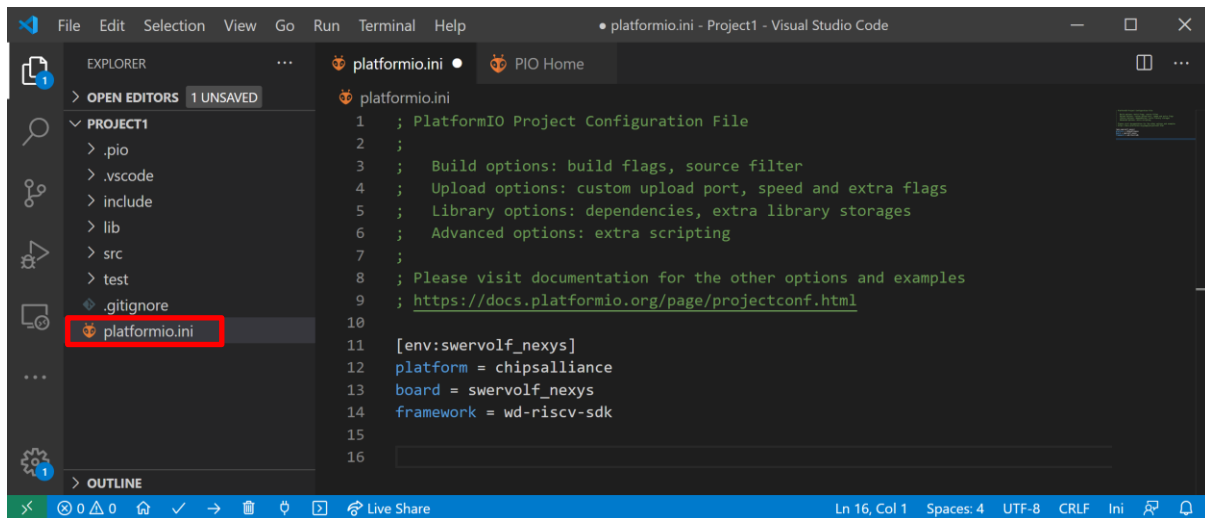 File Edit Selection View Go Run Terminal Help ● platformio.ini - Project1 - Visual Studio Code
EXPLORER ...
platformio.ini ● PIO Home
OPEN EDITORS 1 UNSAVED
platformio.ini
PROJECT1
.pio
.vscode
include
lib
src
test
.gitignore
platformio.ini
OUTLINE
1 ; PlatformIO Project Configuration File
2 ;
3 ;   Build options: build flags, source filter
4 ;   Upload options: custom upload port, speed and extra flags
5 ;   Library options: dependencies, extra library storages
6 ;   Advanced options: extra scripting
7 ;
8 ; Please visit documentation for the other options and examples
9 ; https://docs.platformio.org/page/projectconf.html
10
11 [env:swervolf_nexys]
12 platform = chipsalliance
13 board = swervolf_nexys
14 framework = wd-riscv-sdk
15
16
1
1
0 0 Live Share Ln 16, Col 1 Spaces: 4 UTF-8 CRLF Ini